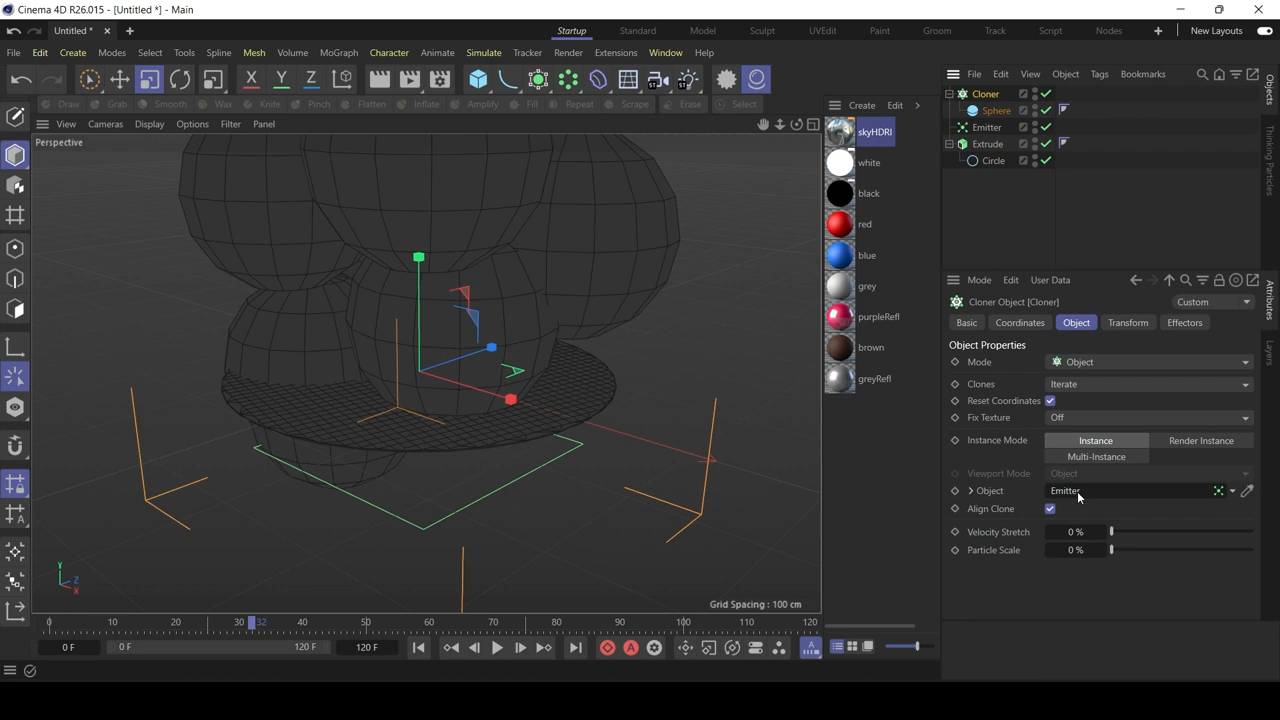 Cinema 4D R26.015 - [Untitled *] - Main
Untitled *
Startup Standard Model Sculpt UVEdit Paint Groom Track Script Nodes New Layouts
File Edit Create Modes Select Tools Spline Mesh Volume MoGraph Character Animate Simulate Tracker Render Extensions Window Help
File Edit View Object Tags Bookmarks
X Y Z
Draw Grab Smooth Wax Knife Pinch Flatten Inflate Amplify Fill Repeat Scrape Erase Select
View Cameras Display Options Filter Panel
Perspective
Create Edit
skyHDRI
white
black
red
blue
grey
purpleRefl
brown
greyRefl
Cloner
Sphere
Emitter
Extrude
Circle
Objects
Thinking Particles
Mode Edit User Data
Cloner Object [Cloner]
Custom
Basic Coordinates Object Transform Effectors
Object Properties
Mode Object
Clones Iterate
Reset Coordinates
Fix Texture Off
Instance Mode Instance Render Instance
Multi-Instance
Viewport Mode Object
Object Emitter
Align Clone
Velocity Stretch 0 %
Particle Scale 0 %
Attributes
Layers
Y
Z
X
Grid Spacing : 100 cm
0 10 20 30 32 40 50 60 70 80 90 100 110 120
0 F 0 F 120 F 120 F